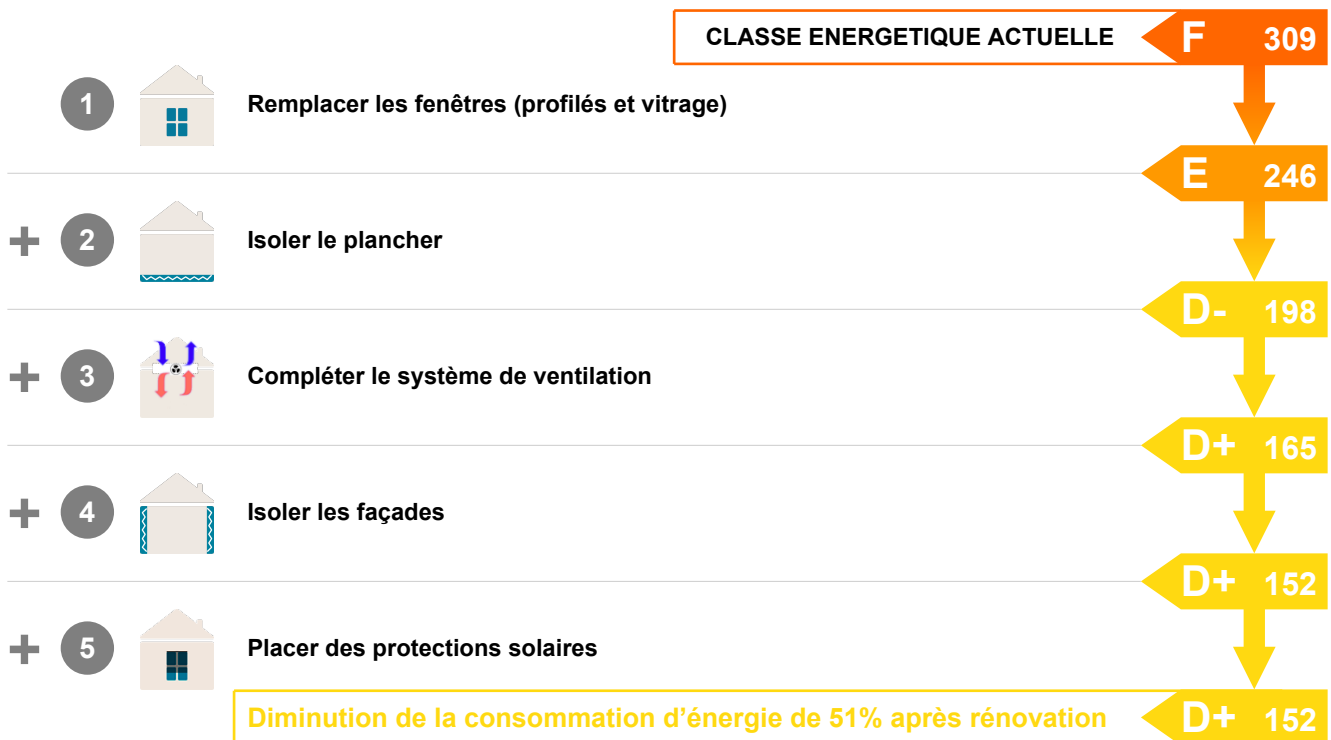 CLASSE ENERGETIQUE ACTUELLE F 309
1 Remplacer les fenêtres (profilés et vitrage)
E 246
+ 2 Isoler le plancher
D- 198
+ 3 Compléter le système de ventilation
D+ 165
+ 4 Isoler les façades
D+ 152
+ 5 Placer des protections solaires
Diminution de la consommation d’énergie de 51% après rénovation D+ 152